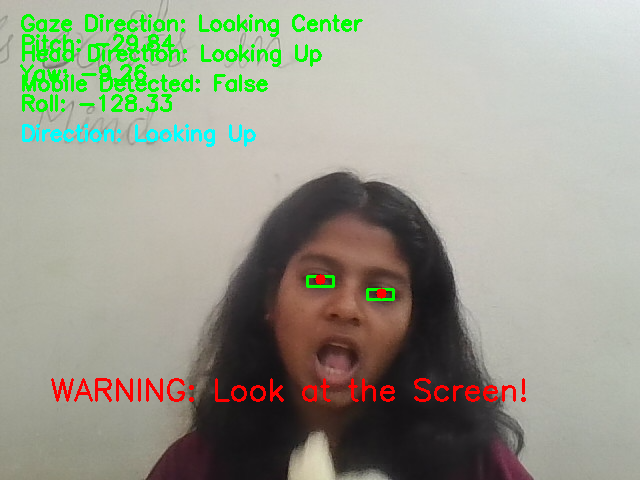 Gaze Direction: Looking Center
Pitch: -29.84
Head Direction: Looking Up
Yaw: -9.26
Mobile Detected: False
Roll: -128.33
Mind
Direction: Looking Up
WARNING: Look at the Screen!